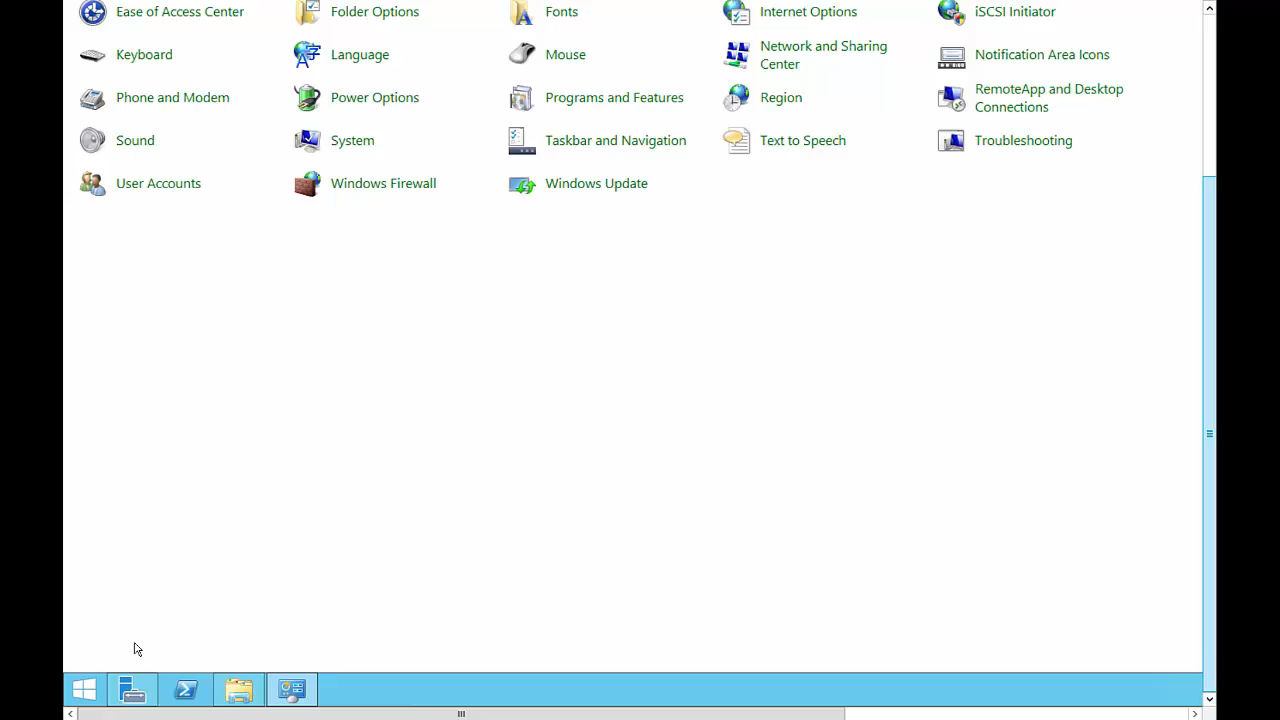 Ease of Access Center
Folder Options
Fonts
Internet Options
iSCSI Initiator
Keyboard
Language
Mouse
Network and Sharing
Center
Notification Area Icons
Phone and Modem
Power Options
Programs and Features
Region
RemoteApp and Desktop
Connections
Sound
System
Taskbar and Navigation
Text to Speech
Troubleshooting
User Accounts
Windows Firewall
Windows Update